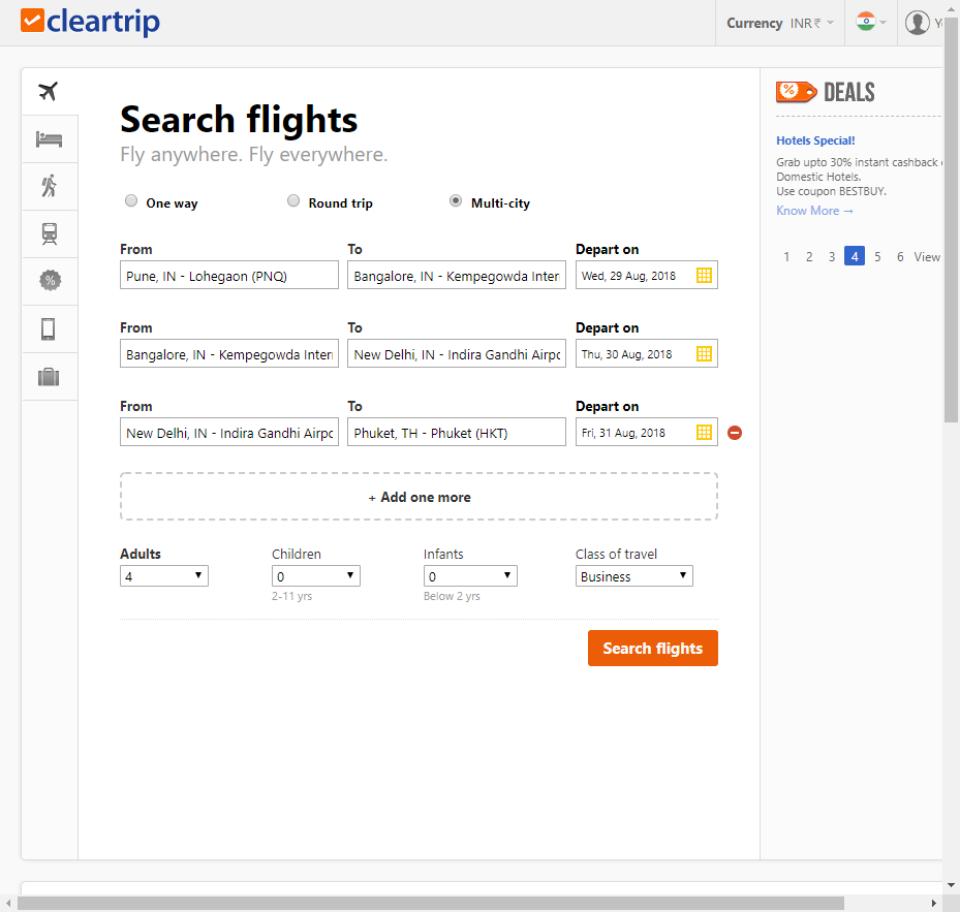 cleartrip
Currency INR ₹
Search flights
Fly anywhere. Fly everywhere.
One way Round trip Multi-city
From To Depart on
Pune, IN - Lohegaon (PNQ) Bangalore, IN - Kempegowda Inter Wed, 29 Aug, 2018
From To Depart on
Bangalore, IN - Kempegowda Intern New Delhi, IN - Indira Gandhi Airpo Thu, 30 Aug, 2018
From To Depart on
New Delhi, IN - Indira Gandhi Airpo Phuket, TH - Phuket (HKT) Fri, 31 Aug, 2018
+ Add one more
Adults Children Infants Class of travel
4 0 0 Business
2-11 yrs Below 2 yrs
Search flights
% DEALS
Hotels Special!
Grab upto 30% instant cashback
Domestic Hotels.
Use coupon BESTBUY.
Know More →
1 2 3 4 5 6 View
%